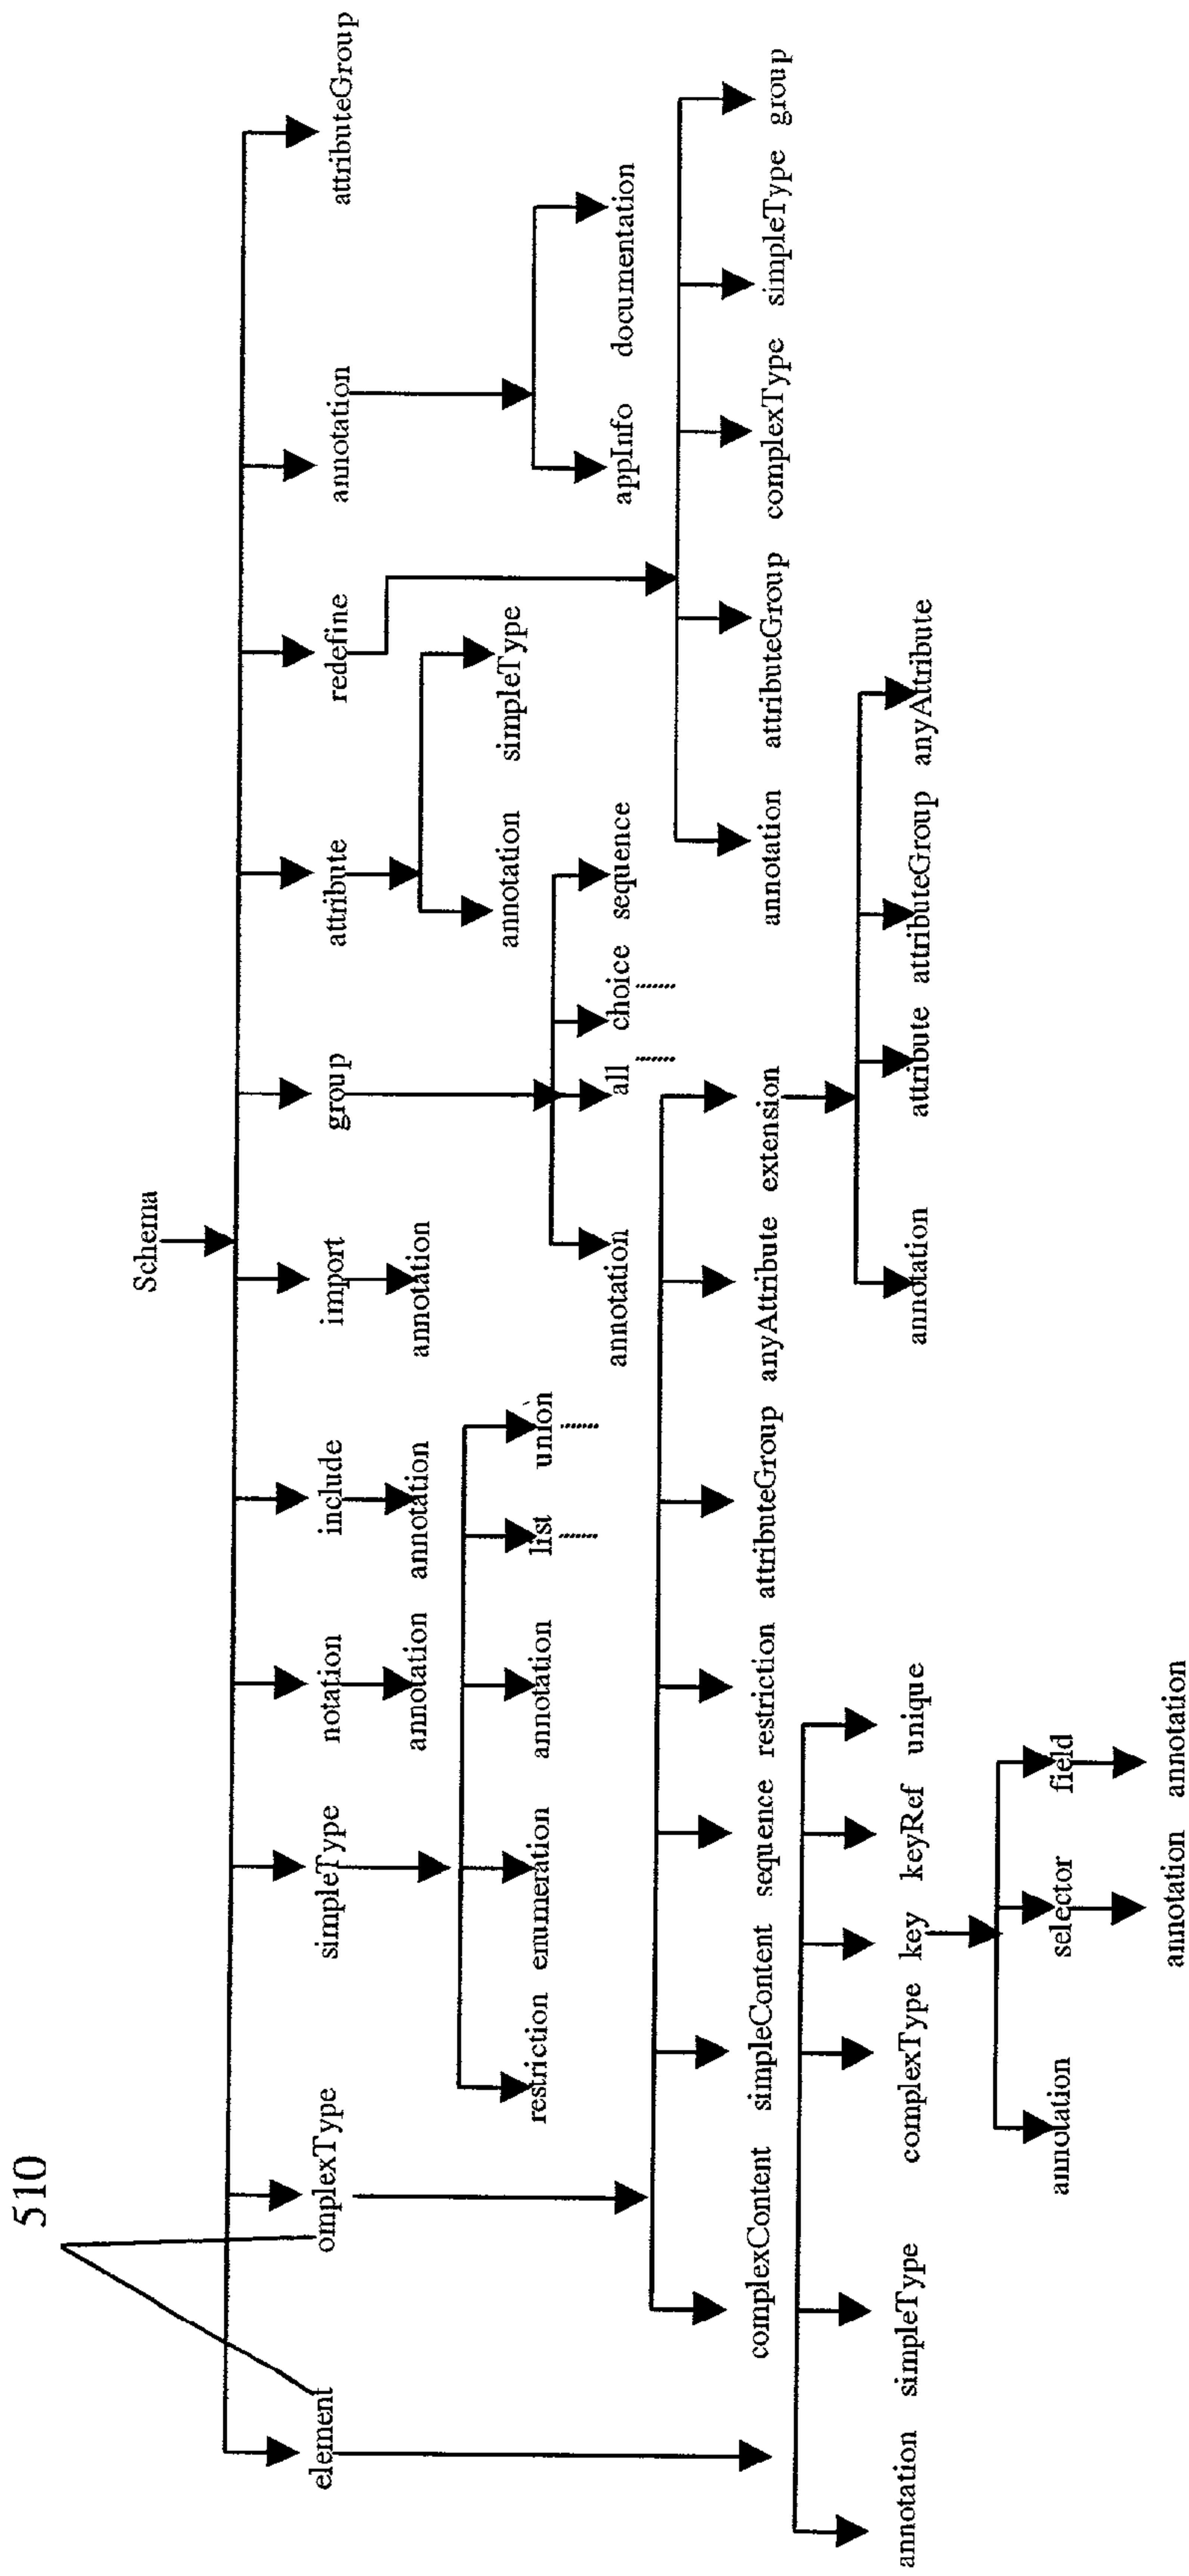 510
Schema
element omplexType simpleType notation include import group attribute redefine annotation attributeGroup
annotation annotation annotation
restriction enumeration annotation list union
annotation simpleType
annotation all choice sequence
appInfo documentation
complexContent simpleContent sequence restriction attributeGroup anyAttribute extension
annotation attributeGroup complexType simpleType group
annotation simpleType complexType key keyRef unique
annotation attribute attributeGroup anyAttribute
annotation selector field
annotation annotation